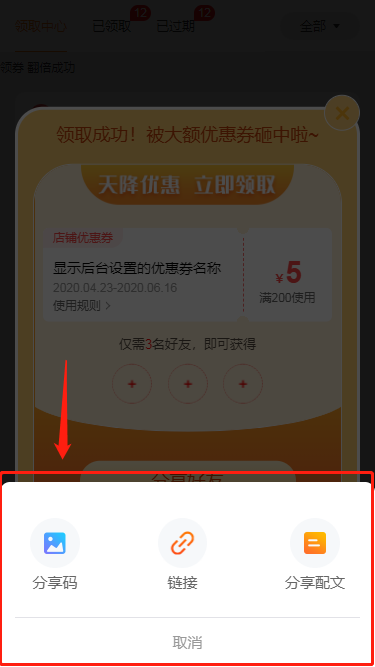 领取中心 已领取 12 已过期 12 全部
领券 翻倍成功
领取成功！被大额优惠券砸中啦~
天降优惠 立即领取
店铺优惠券
显示后台设置的优惠券名称
2020.04.23-2020.06.16
使用规则 >
¥5
满200使用
仅需3名好友，即可获得
+ + +
分享好友
分享码 链接 分享配文
取消